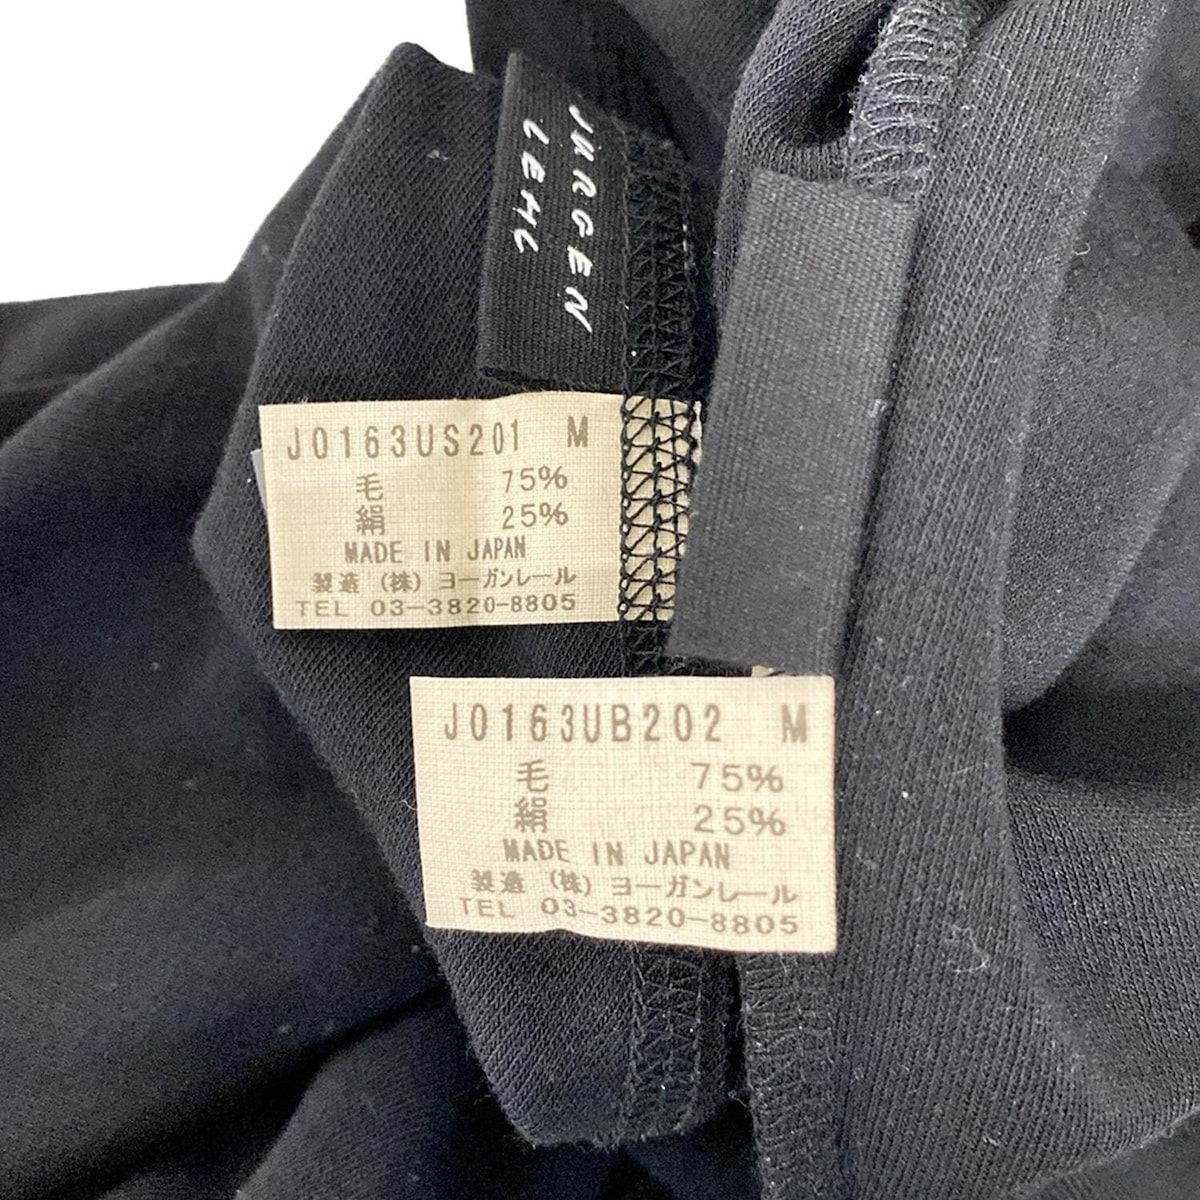 JURGEN
LEHL
J0163US201 M
毛 75%
絹 25%
MADE IN JAPAN
製造 (株) ヨーガンレール
TEL 03-3820-8805
J0163UB202 M
毛 75%
絹 25%
MADE IN JAPAN
製造 (株) ヨーガンレール
TEL 03-3820-8805